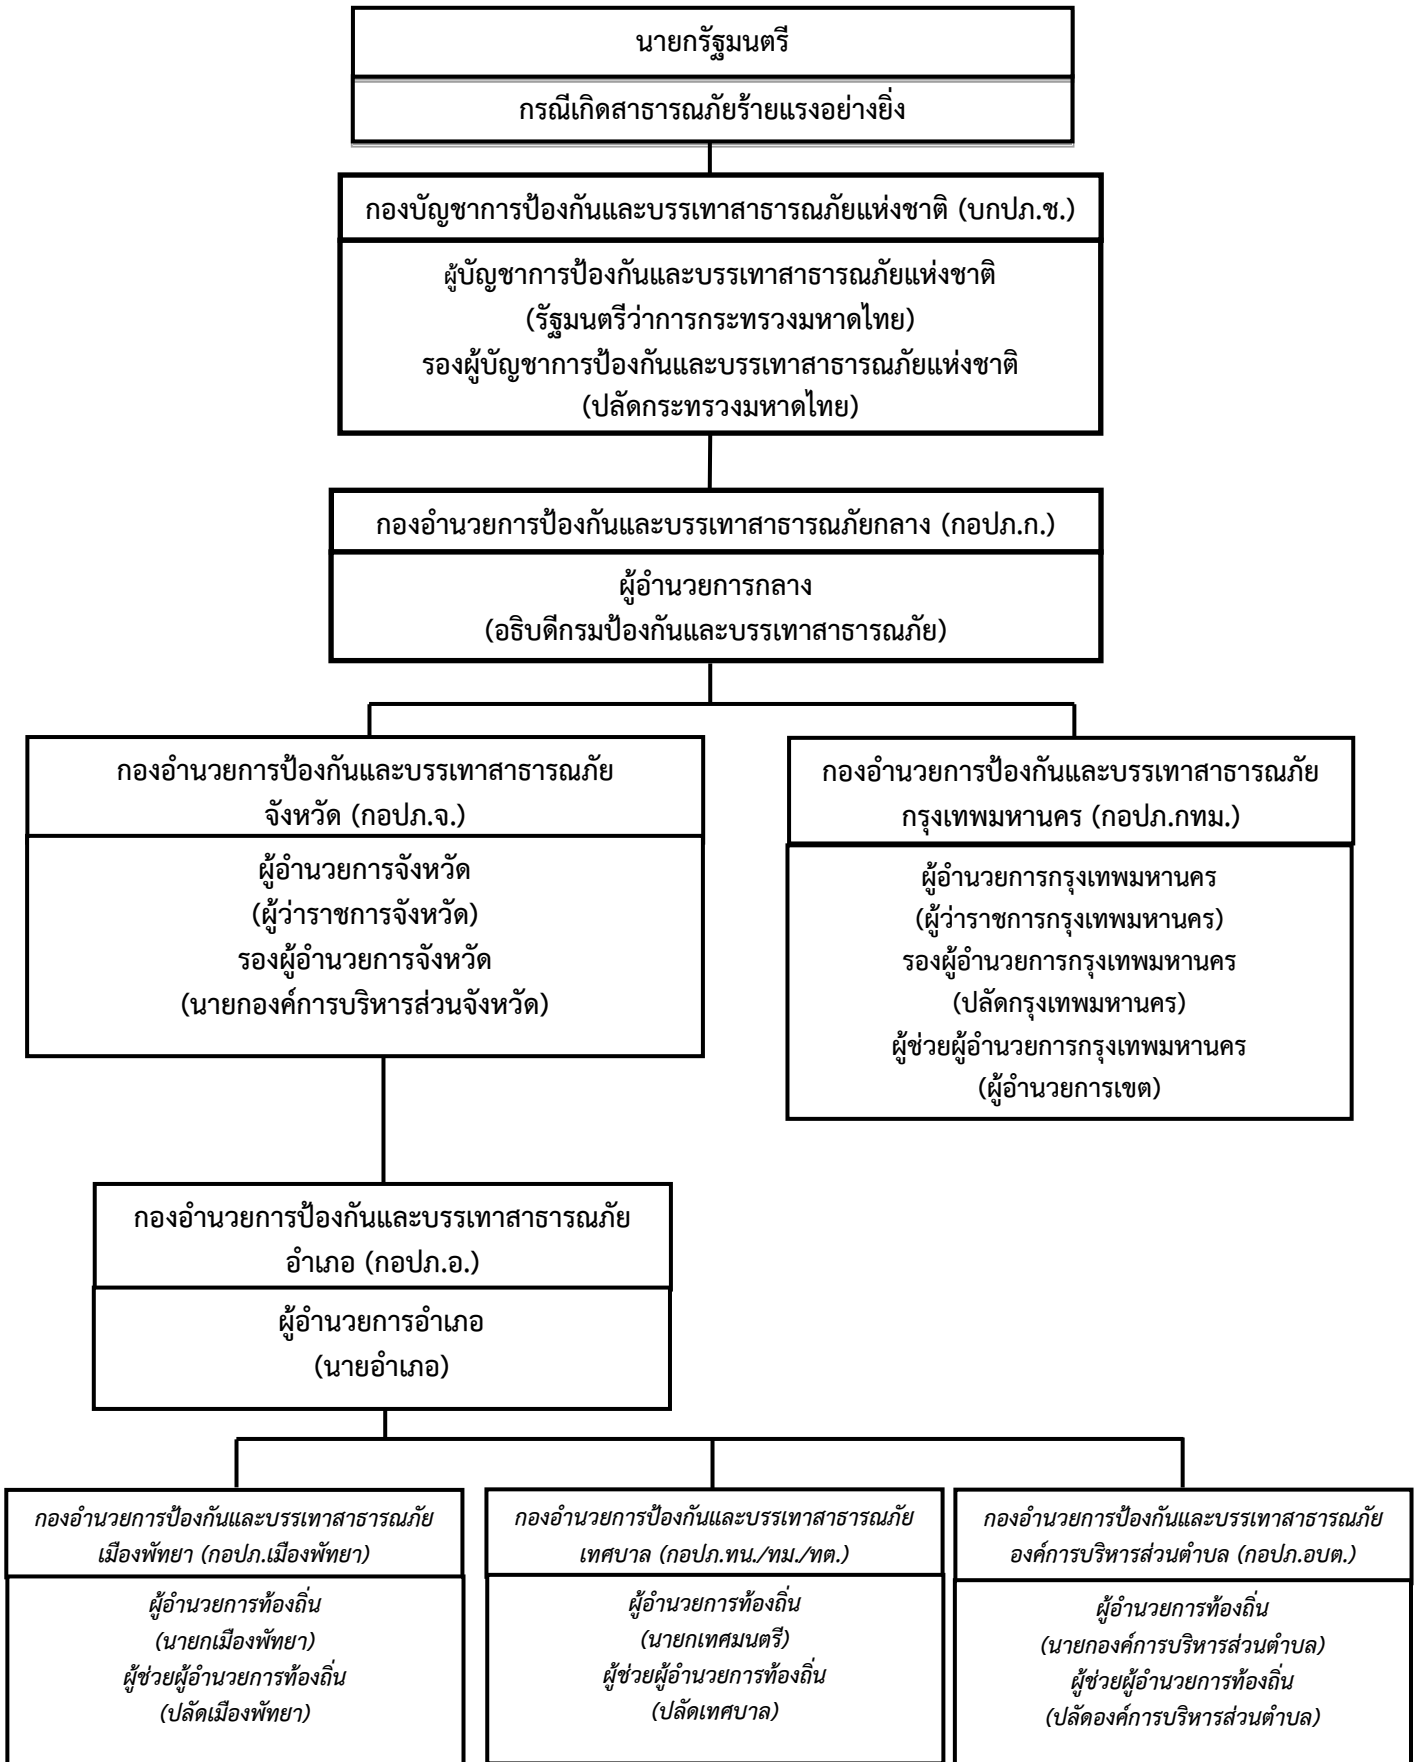 นายกรัฐมนตรี
กรณีเกิดสาธารณภัยร้ายแรงอย่างยิ่ง
กองบัญชาการป้องกันและบรรเทาสาธารณภัยแห่งชาติ (บกปภ.ช.)
ผู้บัญชาการป้องกันและบรรเทาสาธารณภัยแห่งชาติ
(รัฐมนตรีว่าการกระทรวงมหาดไทย)
รองผู้บัญชาการป้องกันและบรรเทาสาธารณภัยแห่งชาติ
(ปลัดกระทรวงมหาดไทย)
กองอำนวยการป้องกันและบรรเทาสาธารณภัยกลาง (กอปภ.ก.)
ผู้อำนวยการกลาง
(อธิบดีกรมป้องกันและบรรเทาสาธารณภัย)
กองอำนวยการป้องกันและบรรเทาสาธารณภัย
จังหวัด (กอปภ.จ.)
ผู้อำนวยการจังหวัด
(ผู้ว่าราชการจังหวัด)
รองผู้อำนวยการจังหวัด
(นายกองค์การบริหารส่วนจังหวัด)
กองอำนวยการป้องกันและบรรเทาสาธารณภัย
กรุงเทพมหานคร (กอปภ.กทม.)
ผู้อำนวยการกรุงเทพมหานคร
(ผู้ว่าราชการกรุงเทพมหานคร)
รองผู้อำนวยการกรุงเทพมหานคร
(ปลัดกรุงเทพมหานคร)
ผู้ช่วยผู้อำนวยการกรุงเทพมหานคร
(ผู้อำนวยการเขต)
กองอำนวยการป้องกันและบรรเทาสาธารณภัย
อำเภอ (กอปภ.อ.)
ผู้อำนวยการอำเภอ
(นายอำเภอ)
กองอำนวยการป้องกันและบรรเทาสาธารณภัย
เมืองพัทยา (กอปภ.เมืองพัทยา)
ผู้อำนวยการท้องถิ่น
(นายกเมืองพัทยา)
ผู้ช่วยผู้อำนวยการท้องถิ่น
(ปลัดเมืองพัทยา)
กองอำนวยการป้องกันและบรรเทาสาธารณภัย
เทศบาล (กอปภ.ทน./ทม./ทต.)
ผู้อำนวยการท้องถิ่น
(นายกเทศมนตรี)
ผู้ช่วยผู้อำนวยการท้องถิ่น
(ปลัดเทศบาล)
กองอำนวยการป้องกันและบรรเทาสาธารณภัย
องค์การบริหารส่วนตำบล (กอปภ.อบต.)
ผู้อำนวยการท้องถิ่น
(นายกองค์การบริหารส่วนตำบล)
ผู้ช่วยผู้อำนวยการท้องถิ่น
(ปลัดองค์การบริหารส่วนตำบล)